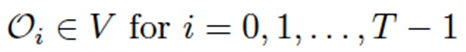 𝒪ᵢ ∈ V for i = 0, 1, . . . , T − 1